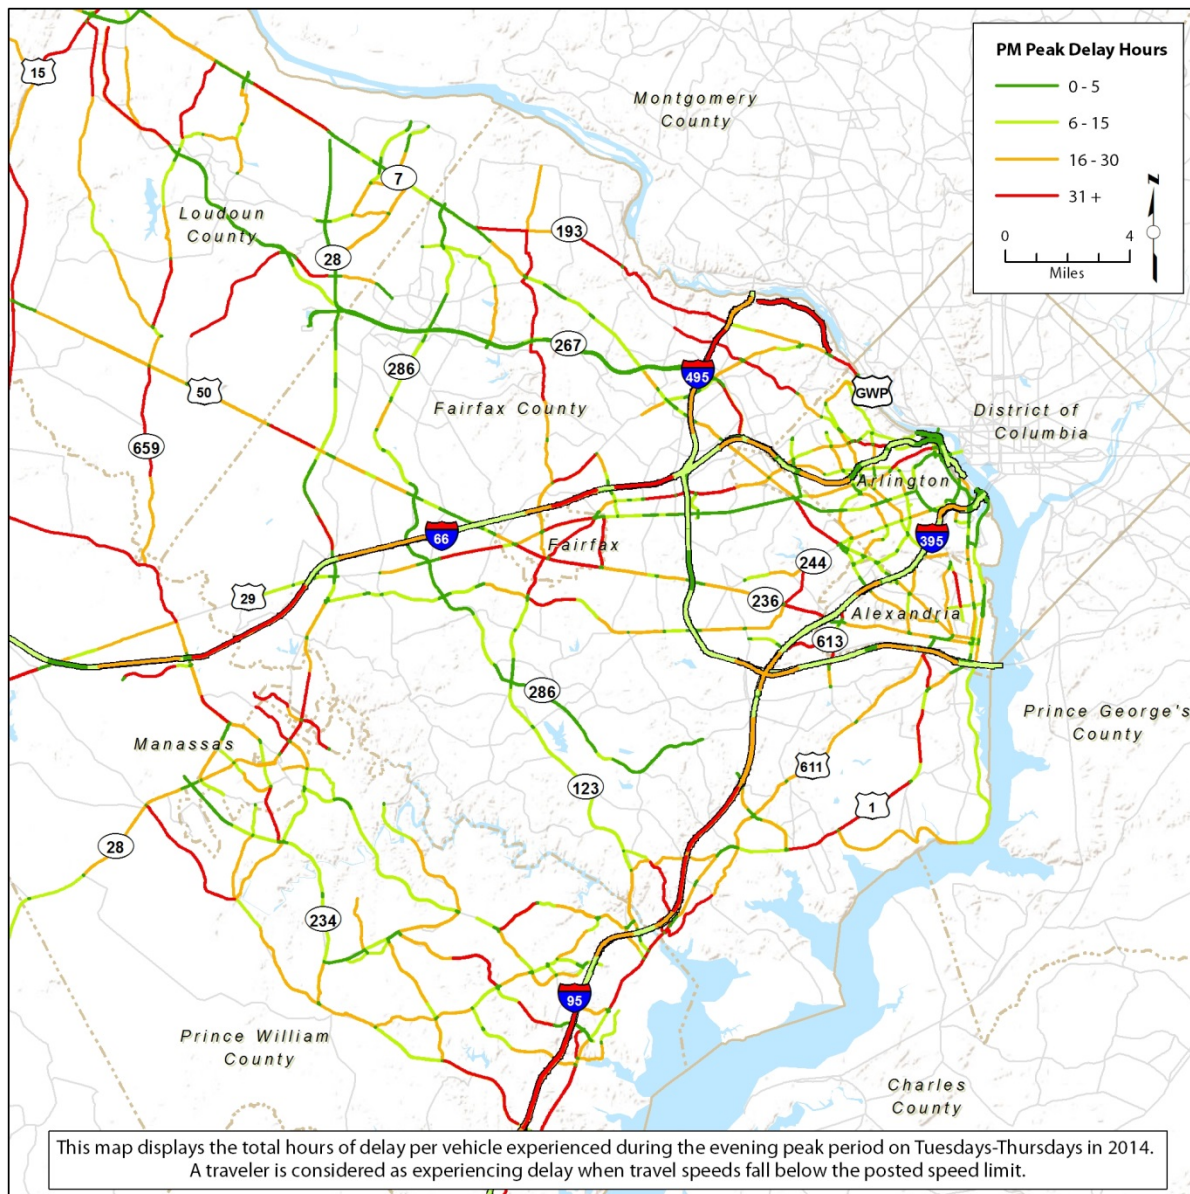 PM Peak Delay Hours
0 - 5
6 - 15
16 - 30
31 +
N
0 4
Miles
15
Montgomery
County
7
Loudoun
County
193
28
267
286
495
50
GWP
Fairfax County
District of
Columbia
659
Arlington
66
Fairfax
395
244
29
236
Alexandria
613
286
Prince George's
County
Manassas
611
123
1
28
234
95
Prince William
County
Charles
County
This map displays the total hours of delay per vehicle experienced during the evening peak period on Tuesdays-Thursdays in 2014.
A traveler is considered as experiencing delay when travel speeds fall below the posted speed limit.